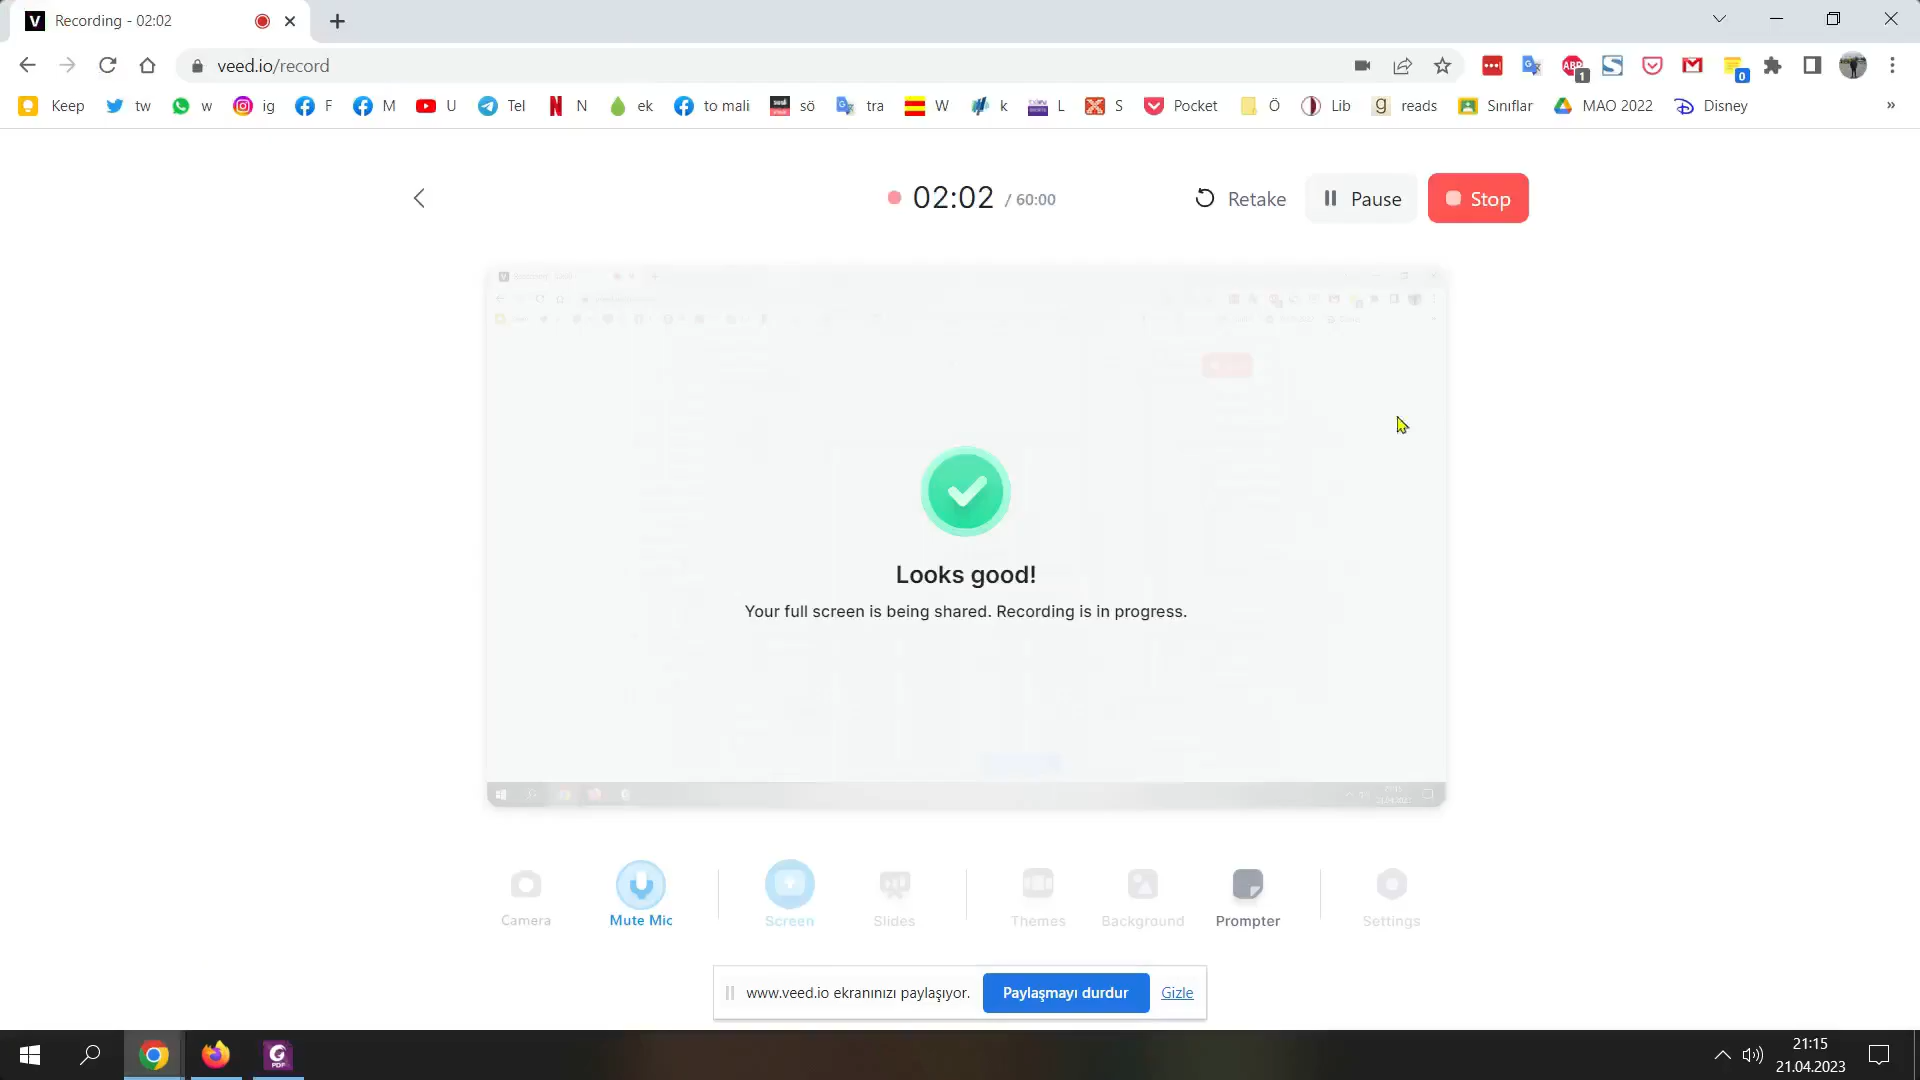 Recording - 02:02
veed.io/record
1
0
Keep tw w ig F M U Tel N ek to mali sö tra W k L S Pocket Ö Lib reads Sınıflar MAO 2022 Disney »
02:02 / 60:00 Retake Pause Stop
Looks good!
Your full screen is being shared. Recording is in progress.
Camera Mute Mic Screen Slides Themes Background Prompter Settings
www.veed.io ekranınızı paylaşıyor. Paylaşmayı durdur Gizle
PDF
21:15
21.04.2023